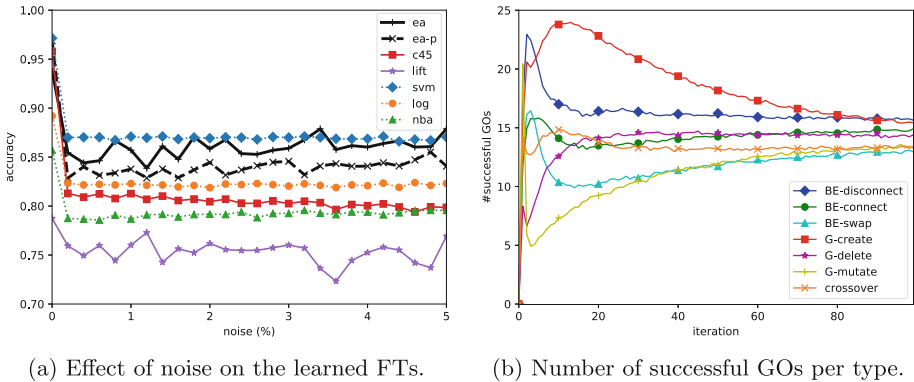 1.00
0.95
0.90
0.85
0.80
0.75
0.70
accuracy
0
1
2
3
4
5
noise (%)
ea
ea-p
c45
lift
svm
log
nba
(a) Effect of noise on the learned FTs.
25
20
15
10
5
0
#successful GOs
0
20
40
60
80
iteration
BE-disconnect
BE-connect
BE-swap
G-create
G-delete
G-mutate
crossover
(b) Number of successful GOs per type.